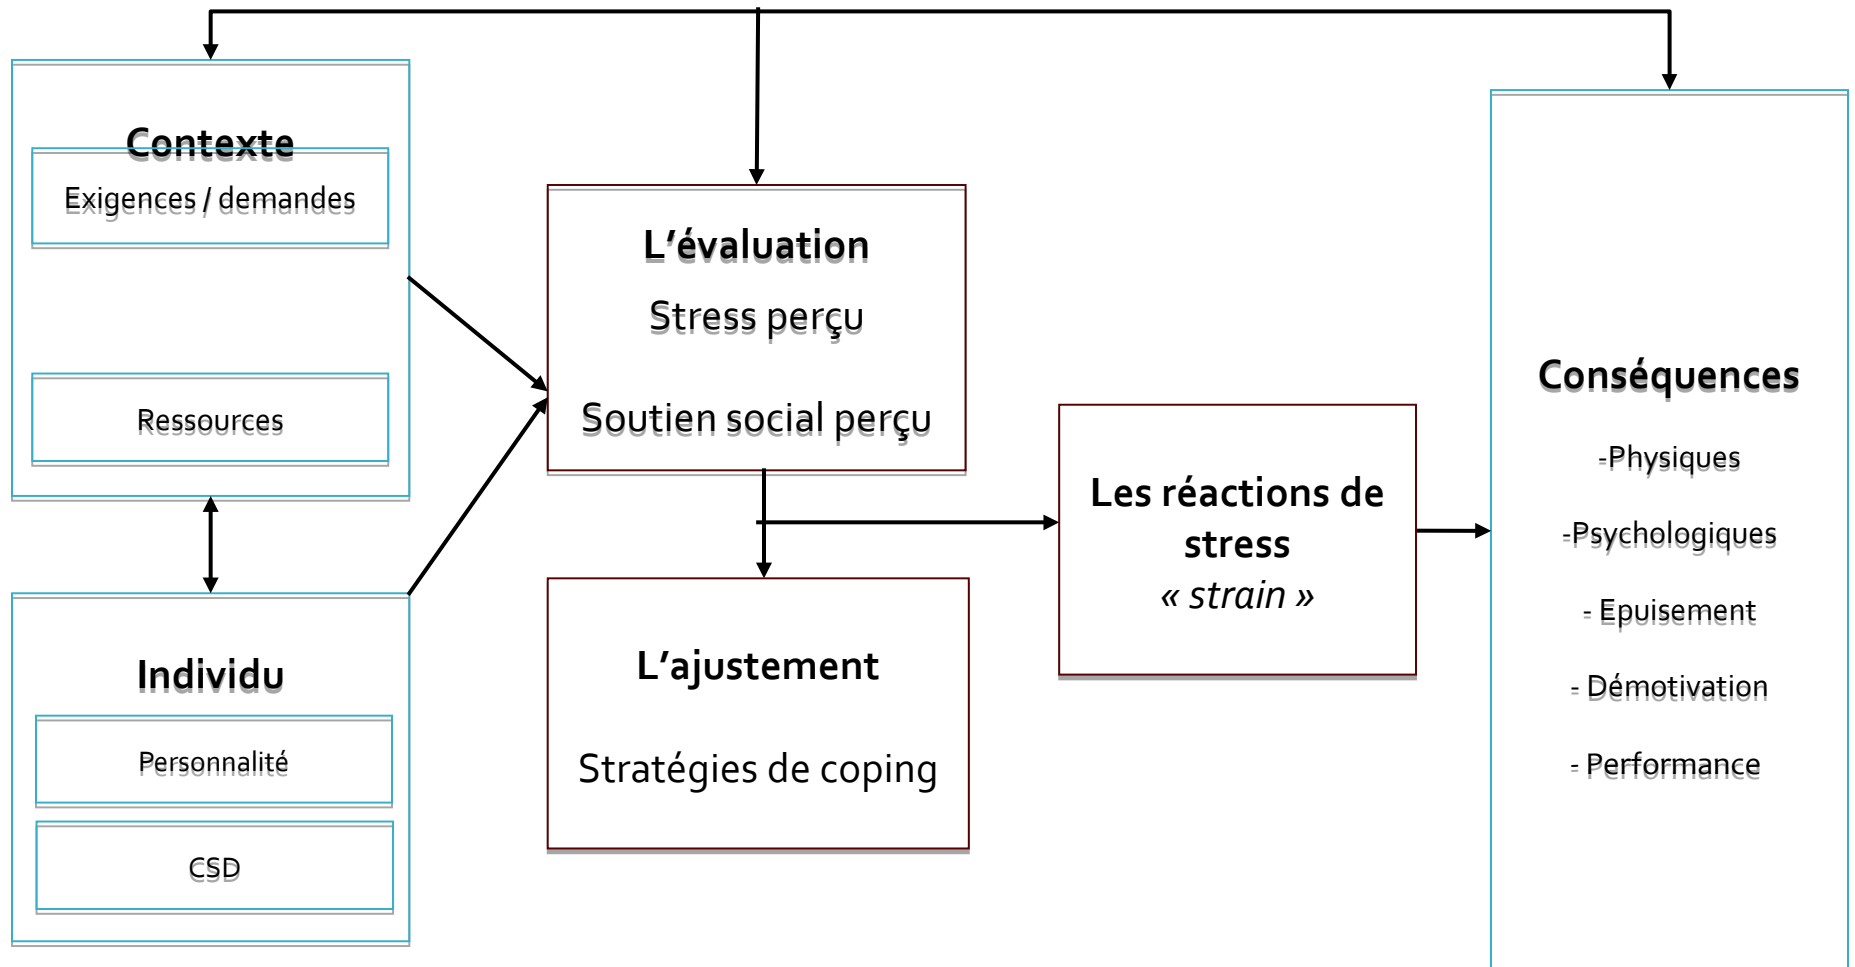 Contexte
Exigences / demandes
Ressources
Individu
Personnalité
CSD
L’évaluation
Stress perçu
Soutien social perçu
L’ajustement
Stratégies de coping
Les réactions de
stress
« strain »
Conséquences
-Physiques
-Psychologiques
- Epuisement
- Démotivation
- Performance